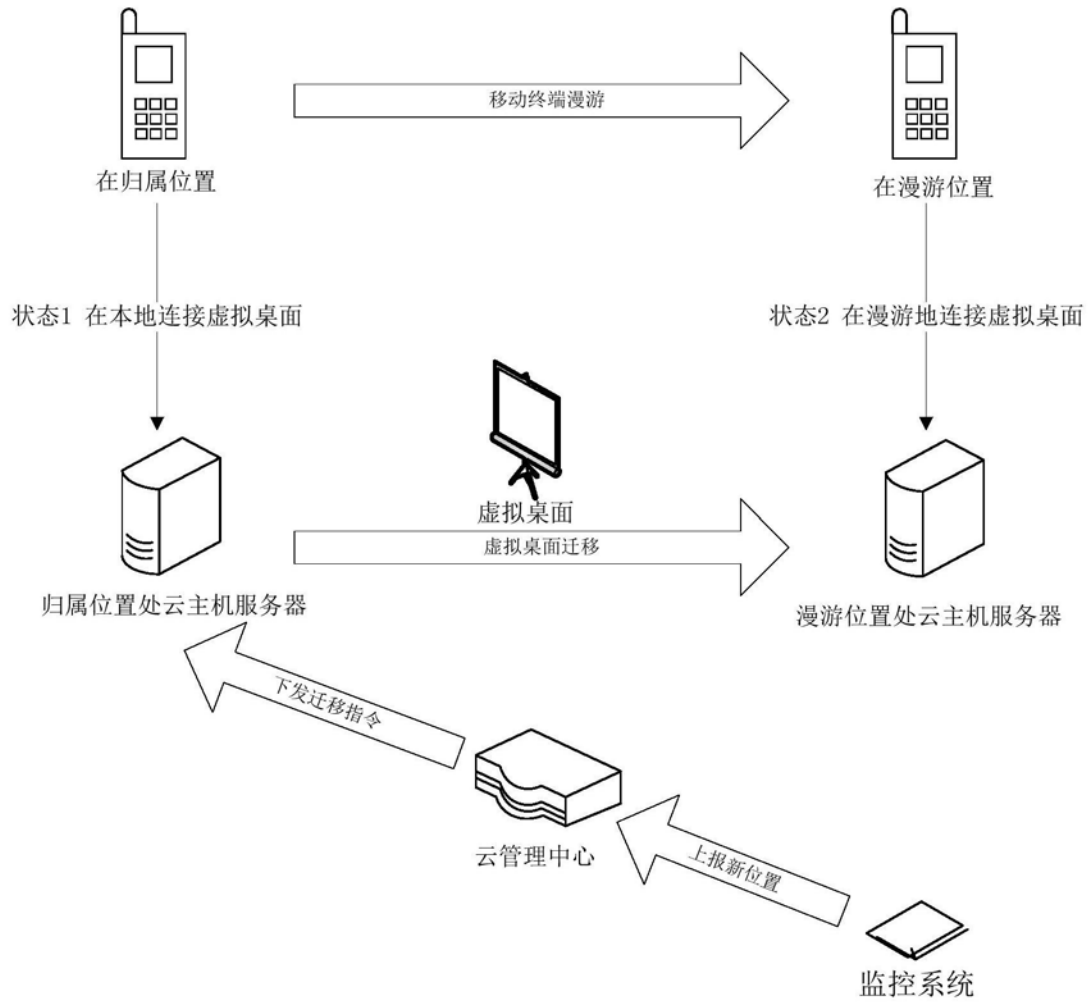 移动终端漫游
在归属位置
在漫游位置
状态1 在本地连接虚拟桌面
状态2 在漫游地连接虚拟桌面
虚拟桌面
虚拟桌面迁移
归属位置处云主机服务器
漫游位置处云主机服务器
下发迁移指令
云管理中心
上报新位置
监控系统